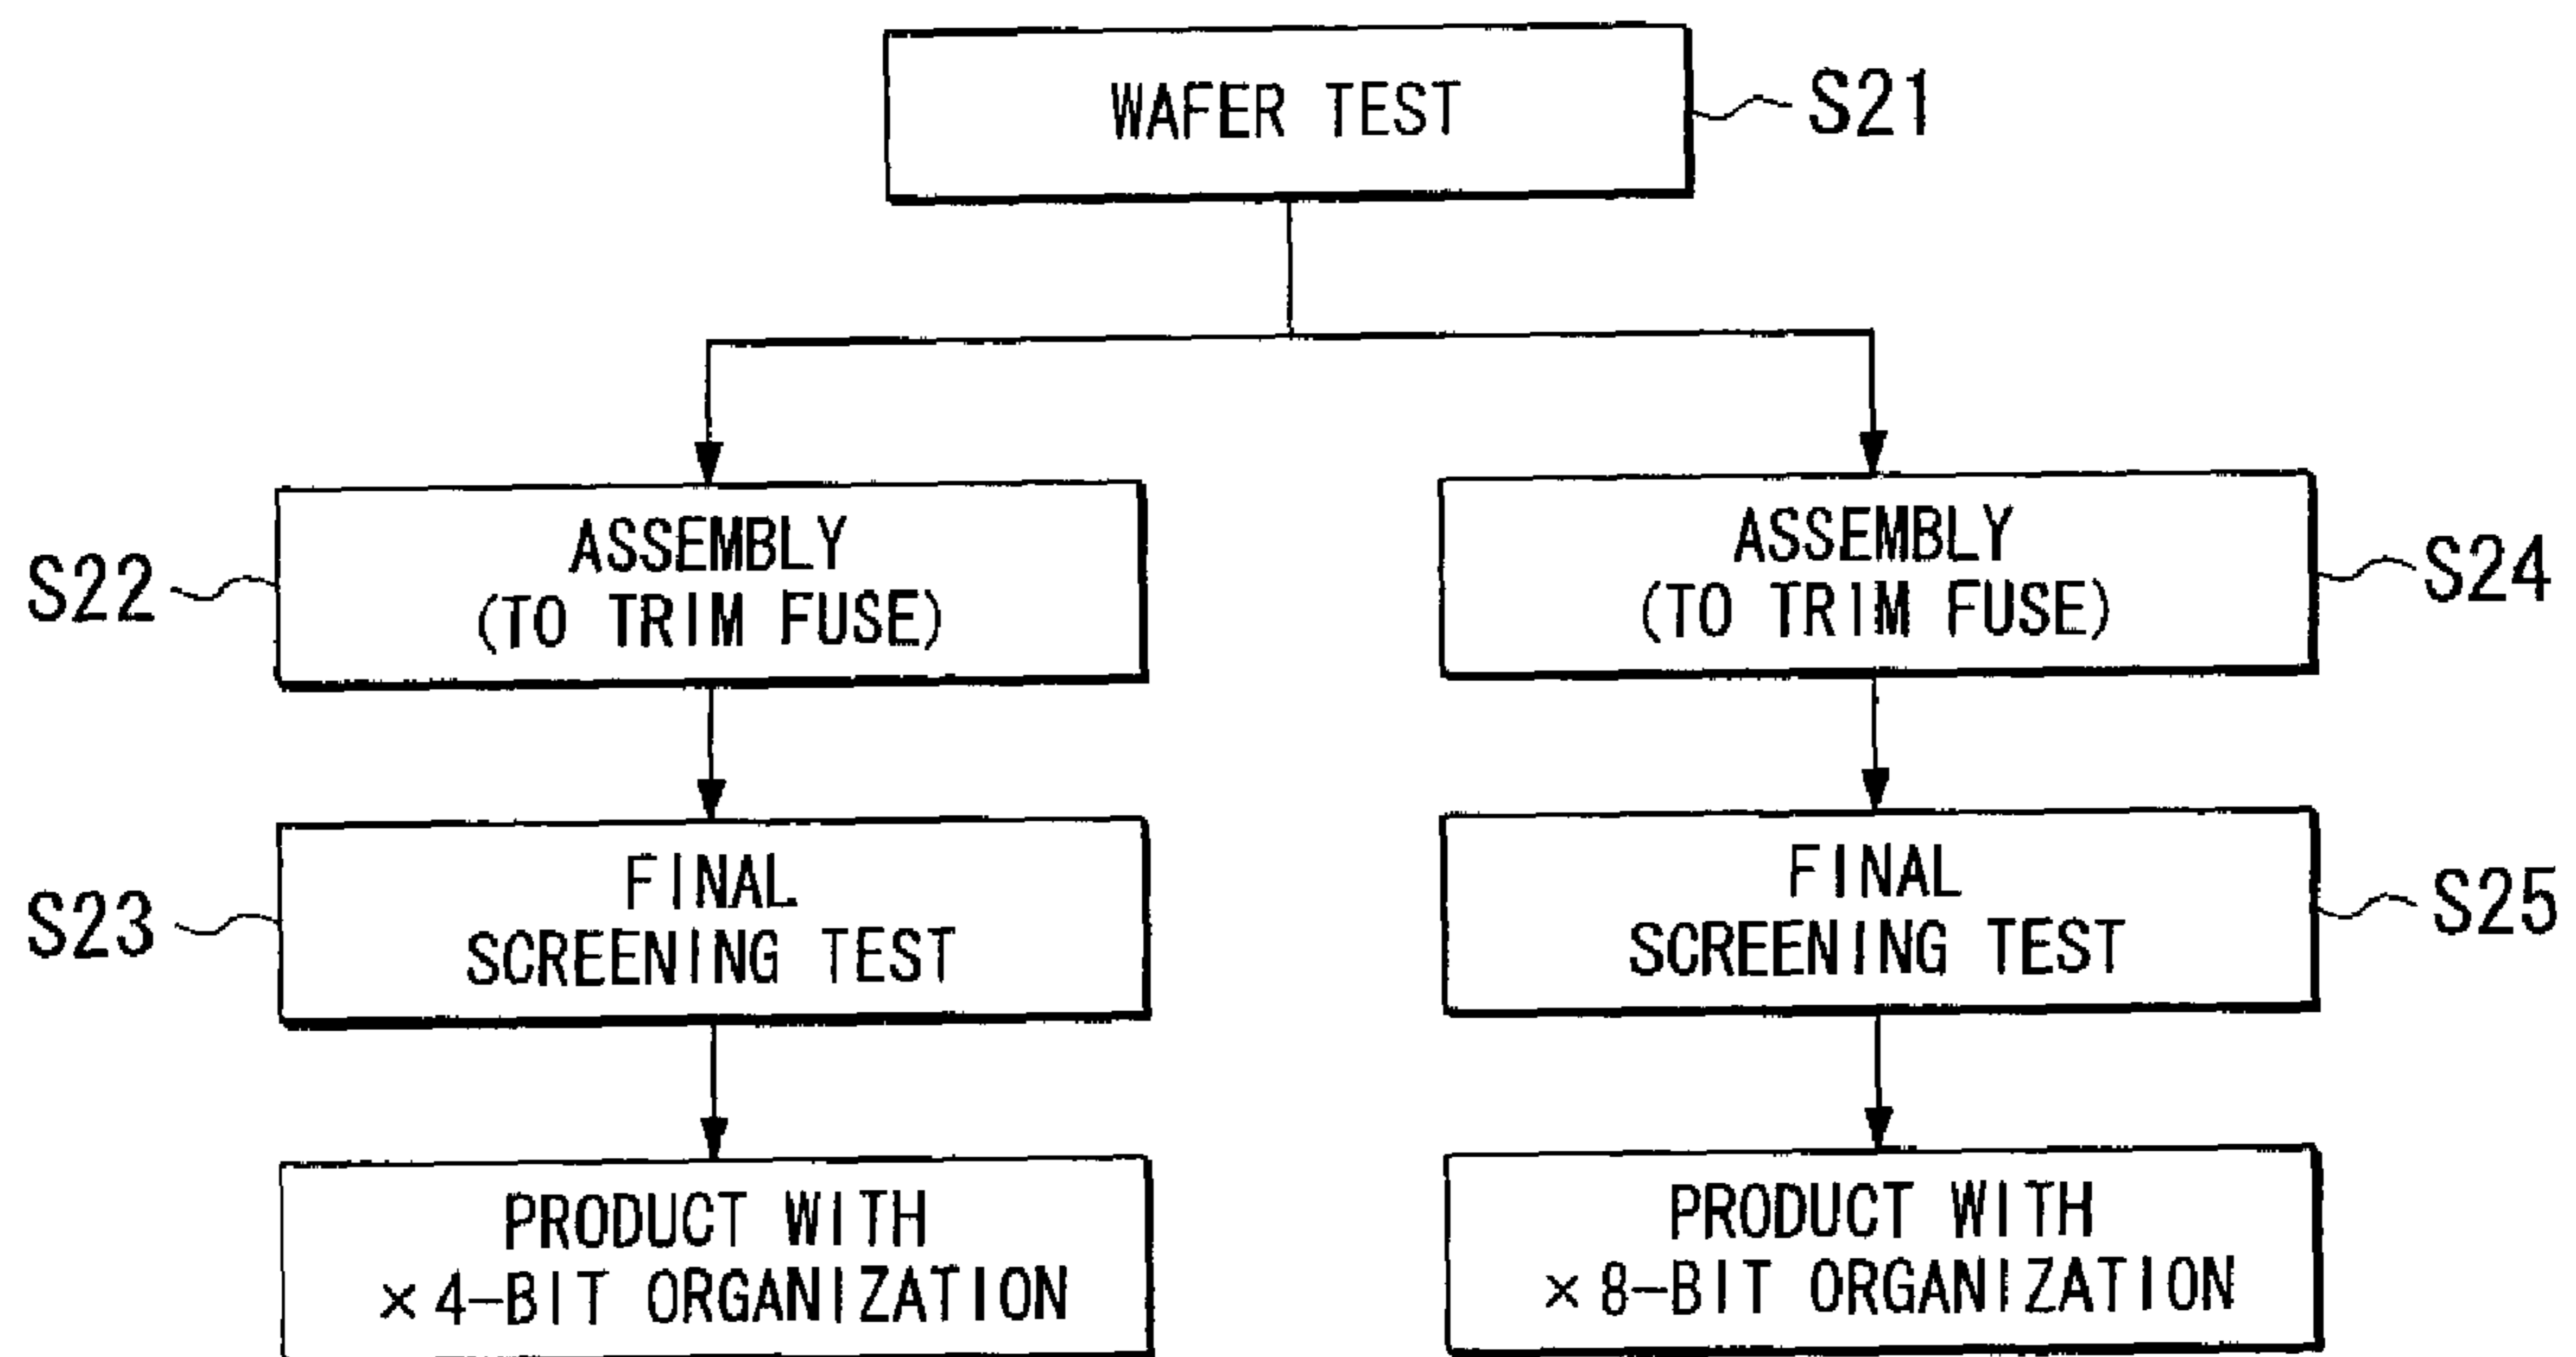 WAFER TEST
S21
S22
ASSEMBLY
(TO TRIM FUSE)
ASSEMBLY
(TO TRIM FUSE)
S24
S23
FINAL
SCREENING TEST
FINAL
SCREENING TEST
S25
PRODUCT WITH
× 4-BIT ORGANIZATION
PRODUCT WITH
× 8-BIT ORGANIZATION